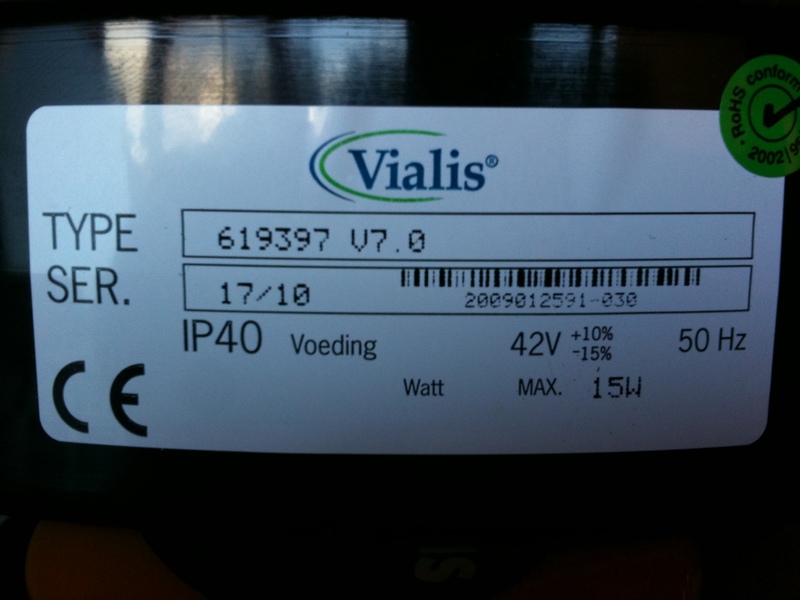 Vialis®
RoHS conform
2002/95
TYPE 619397 V7.0
SER. 17/10
2009012591-030
IP40 Voeding 42V +10% -15% 50 Hz
CE
Watt MAX. 15W